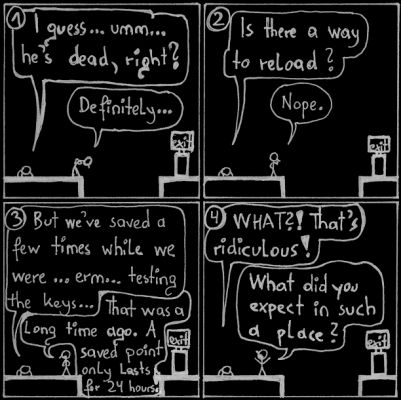 1
I guess... umm...
he's dead, right?
Definitely...
exit
2
Is there a way
to reload?
Nope.
exit
3
But we've saved a
few times while we
were ... erm... testing
the keys...
That was a
long time ago. A
saved point
only lasts
for 24 hours.
exit
4
WHAT?! That's
ridiculous!
What did you
expect in such
a place?
exit